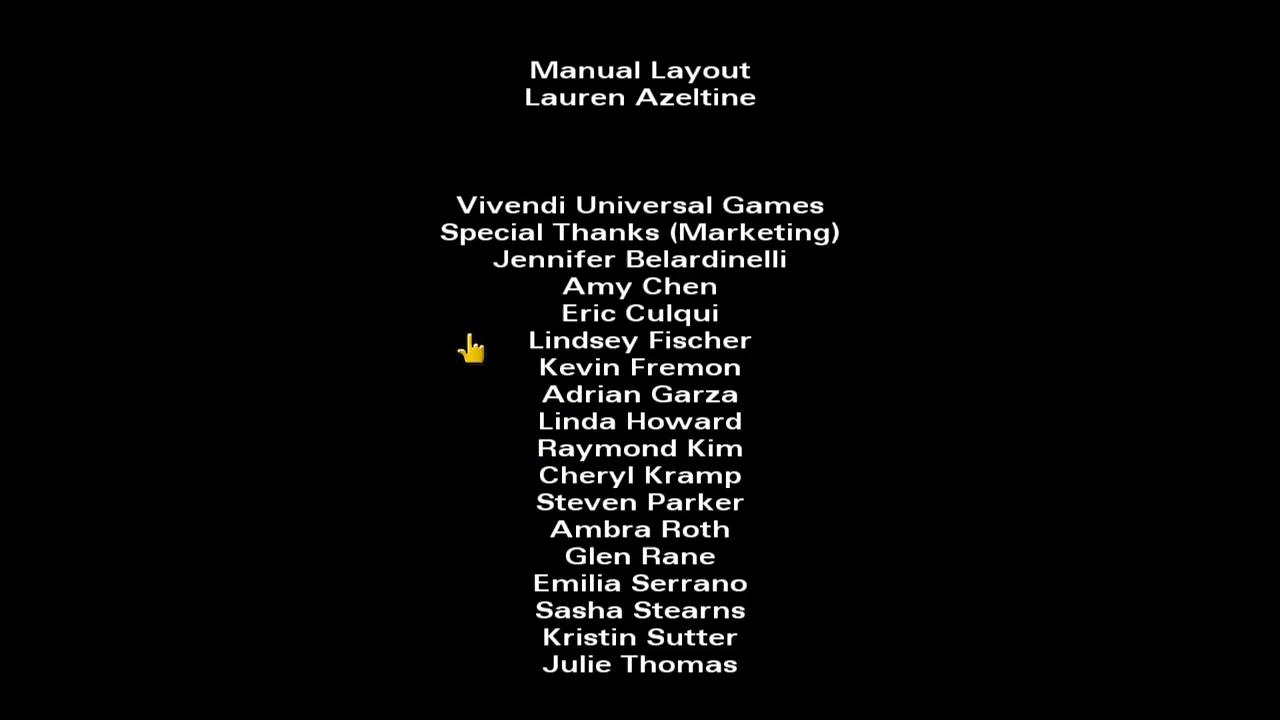 Manual Layout
Lauren Azeltine
Vivendi Universal Games
Special Thanks (Marketing)
Jennifer Belardinelli
Amy Chen
Eric Culqui
Lindsey Fischer
Kevin Fremon
Adrian Garza
Linda Howard
Raymond Kim
Cheryl Kramp
Steven Parker
Ambra Roth
Glen Rane
Emilia Serrano
Sasha Stearns
Kristin Sutter
Julie Thomas